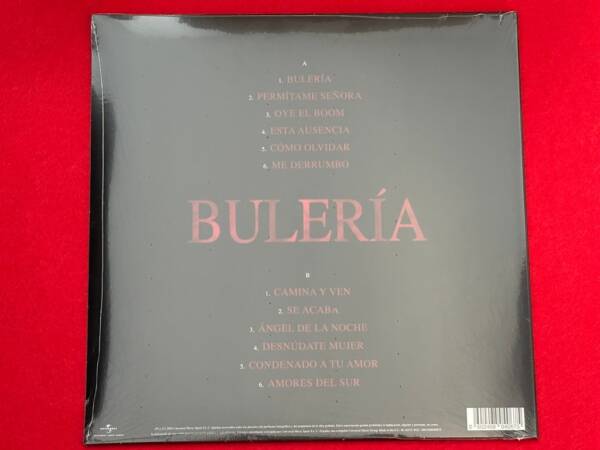 A
1. BULERÍA
2. PERMÍTAME SEÑORA
3. OYE EL BOOM
4. ESTA AUSENCIA
5. CÓMO OLVIDAR
6. ME DERRUMBO
BULERÍA
B
1. CAMINA Y VEN
2. SE ACABA
3. ÁNGEL DE LA NOCHE
4. DESNÚDATE MUJER
5. CONDENADO A TU AMOR
6. AMORES DEL SUR
UNIVERSAL